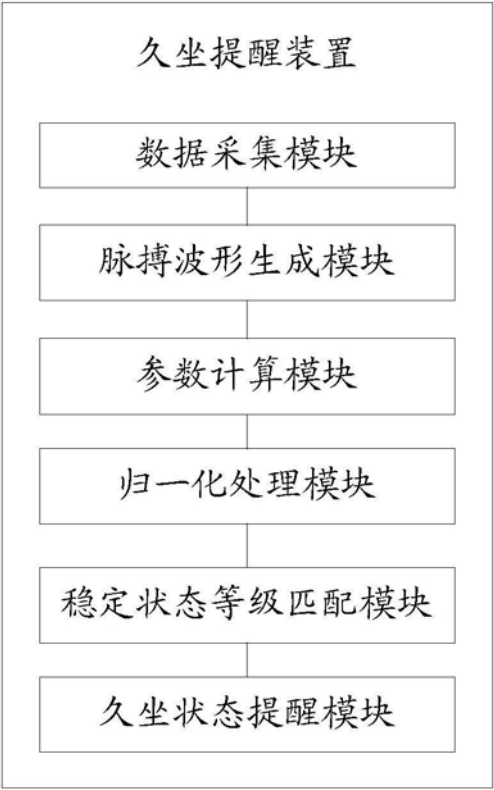 久坐提醒装置
数据采集模块
脉搏波形生成模块
参数计算模块
归一化处理模块
稳定状态等级匹配模块
久坐状态提醒模块